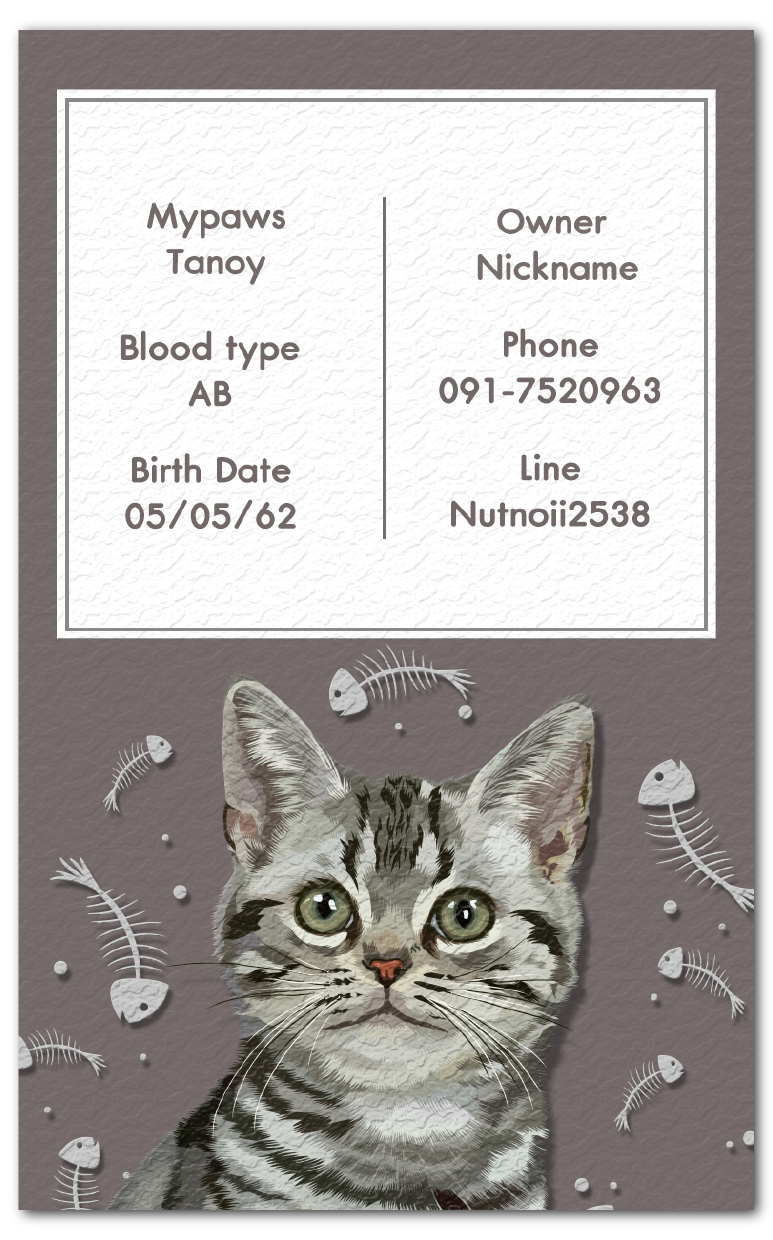 Mypaws
Tanoy
Blood type
AB
Birth Date
05/05/62
Owner
Nickname
Phone
091-7520963
Line
Nutnoii2538